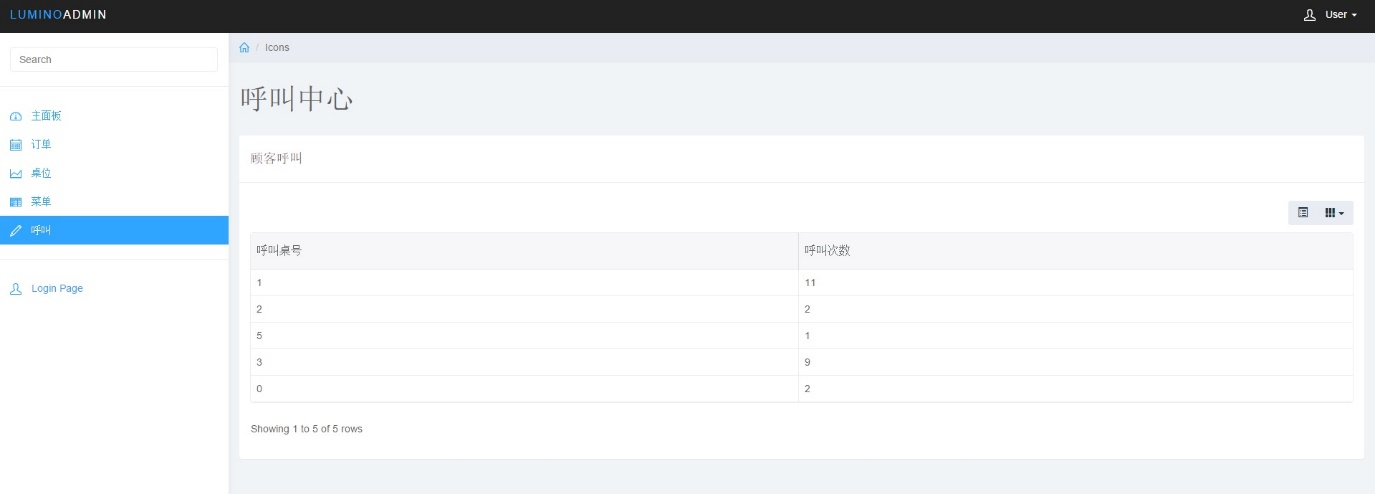 LUMINOADMIN
User
Search
Icons
呼叫中心
主面板
订单
桌位
菜单
呼叫
Login Page
顾客呼叫
呼叫桌号 呼叫次数
1 11
2 2
5 1
3 9
0 2
Showing 1 to 5 of 5 rows